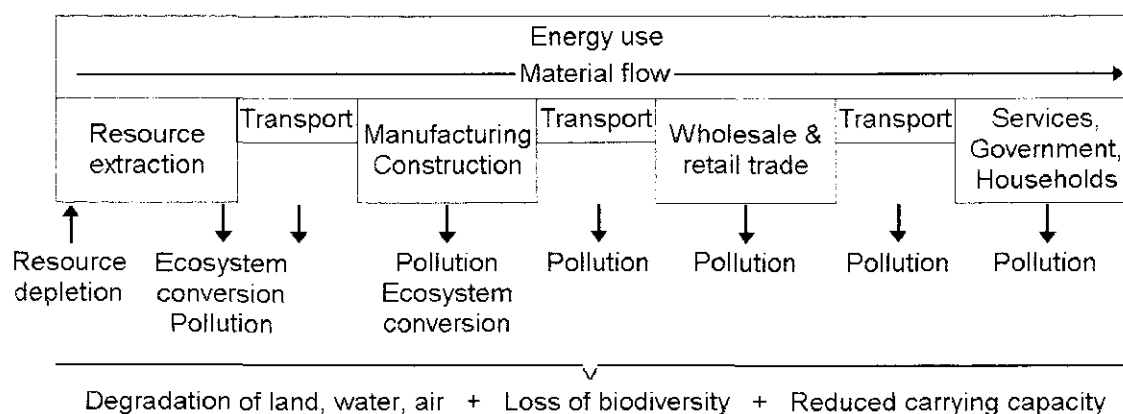 Energy use
Material flow
Resource
extraction
Transport
Manufacturing
Construction
Transport
Wholesale &
retail trade
Transport
Services,
Government,
Households
Resource
depletion
Ecosystem
conversion
Pollution
Pollution
Ecosystem
conversion
Pollution
Pollution
Pollution
Pollution
Degradation of land, water, air + Loss of biodiversity + Reduced carrying capacity